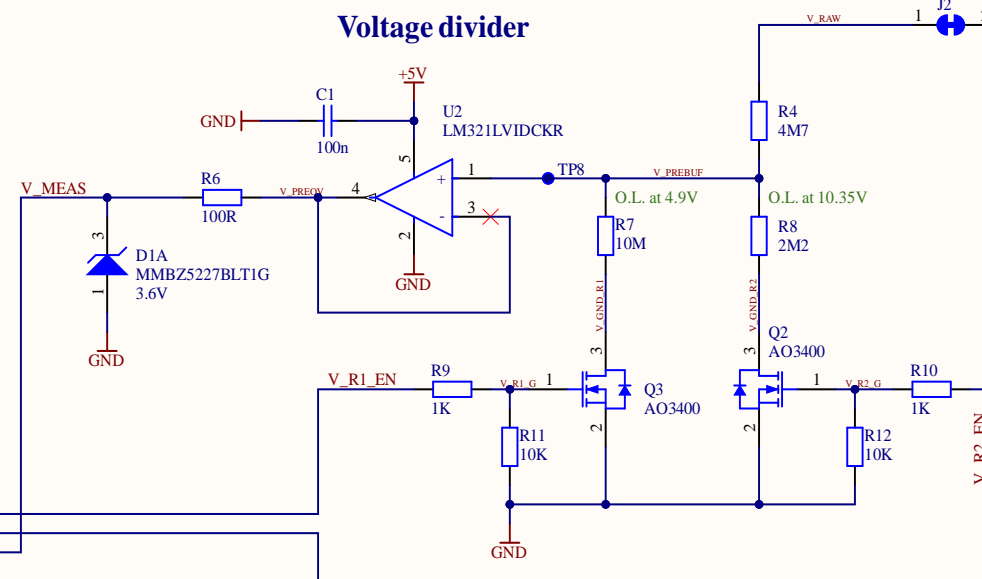 Voltage divider
J2
V_RAW
1
+5V
C1
GND
100n
U2
LM321LVIDCKR
5
R4
4M7
V_MEAS
R6
100R
V_PREOV
4
+
1
TP8
V_PREBUF
-
3
2
GND
O.L. at 4.9V
R7
10M
O.L. at 10.35V
R8
2M2
3
D1A
MMBZ5227BLT1G
3.6V
1
GND
V_GND_R1
V_GND_R2
3
Q3
AO3400
3
Q2
AO3400
V_R1_EN
R9
1K
V_R1_G
1
2
1
V_R2_G
R10
1K
2
R11
10K
R12
10K
V_R2_EN
GND